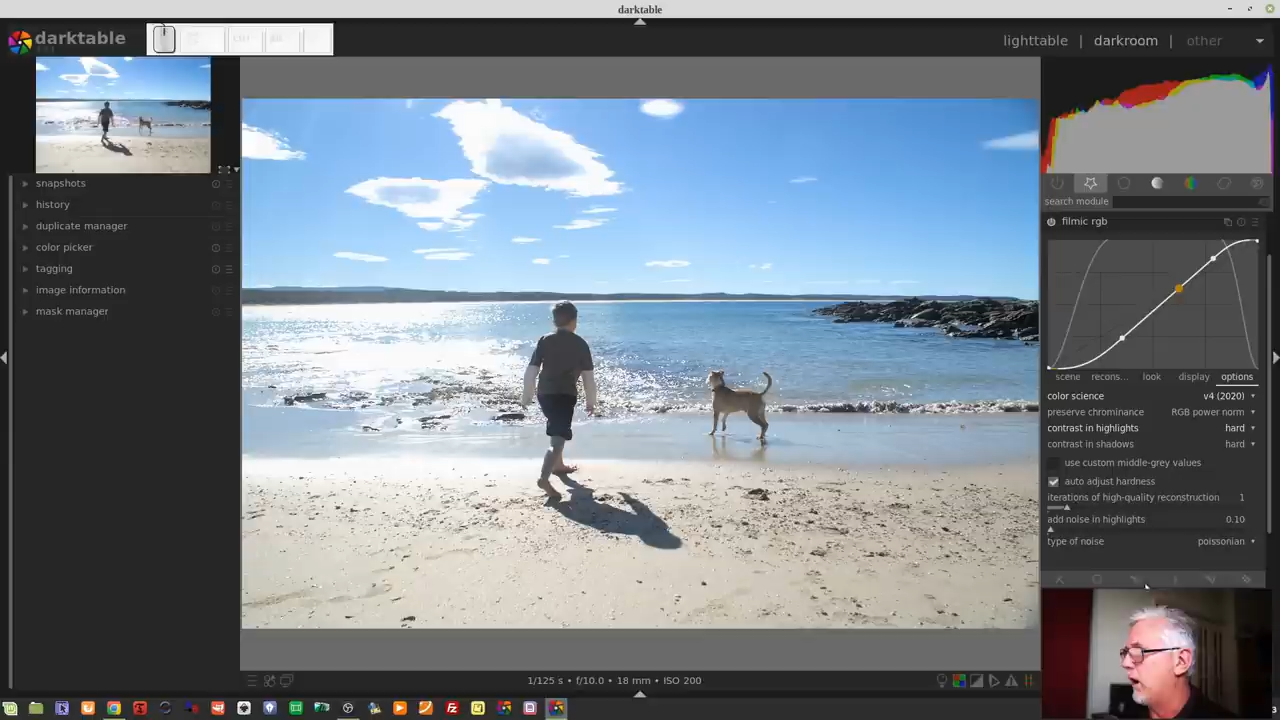 darktable
darktable
lighttable | darkroom | other
snapshots
history
duplicate manager
color picker
tagging
image information
mask manager
search module
filmic rgb
scene recons... look display options
color science v4 (2020)
preserve chrominance RGB power norm
contrast in highlights hard
contrast in shadows hard
use custom middle-grey values
auto adjust hardness
iterations of high-quality reconstruction 1
add noise in highlights 0.10
type of noise poissonian
1/125 s • f/10.0 • 18 mm • ISO 200